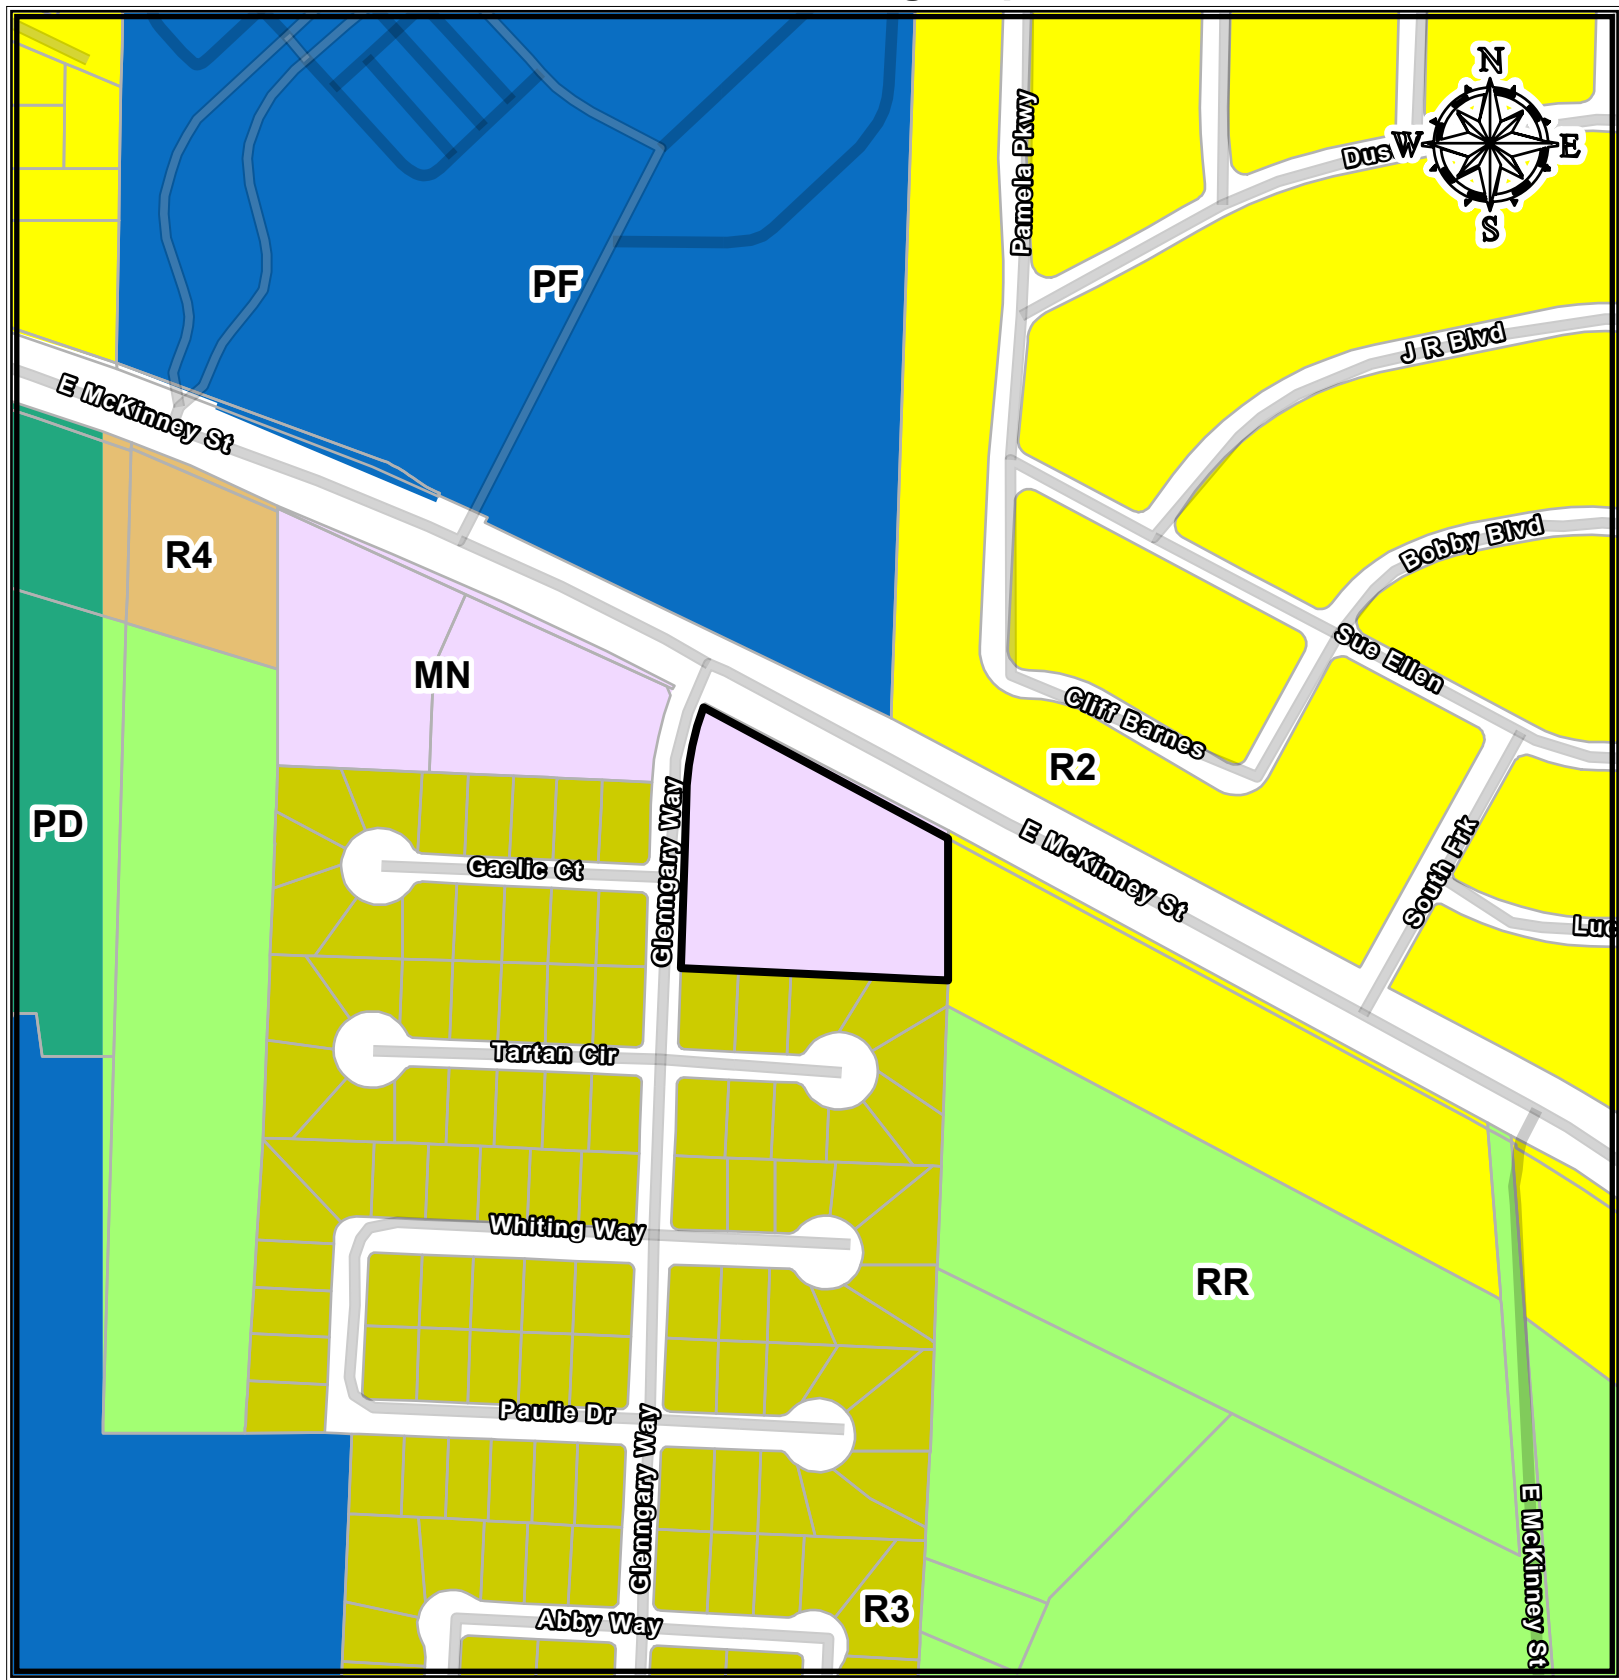 N
W
E
S
Pamela Pkwy
PF
J R Blvd
E McKinney St
R4
Bobby Blvd
Sue Ellen
MN
Cliff Barnes
R2
PD
Glenngary Way
Gaelic Ct
E McKinney St
South Frk
Tartan Cir
Whiting Way
RR
Paulie Dr
Glenngary Way
E McKinney St
R3
Abby Way